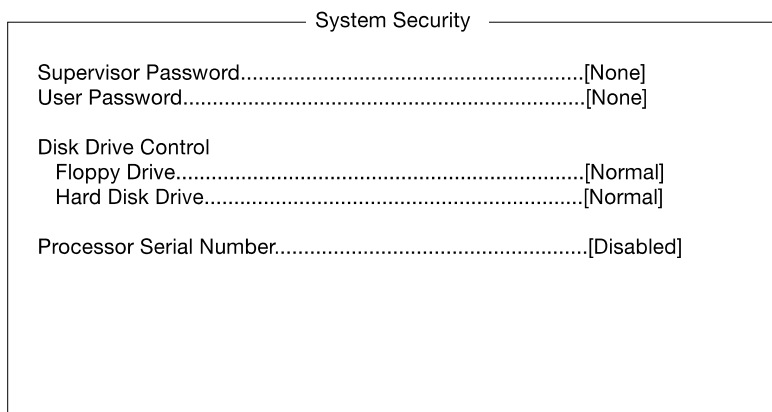 System Security
Supervisor Password..........................................................[None]
User Password....................................................................[None]
Disk Drive Control
Floppy Drive.....................................................................[Normal]
Hard Disk Drive................................................................[Normal]
Processor Serial Number.....................................................[Disabled]